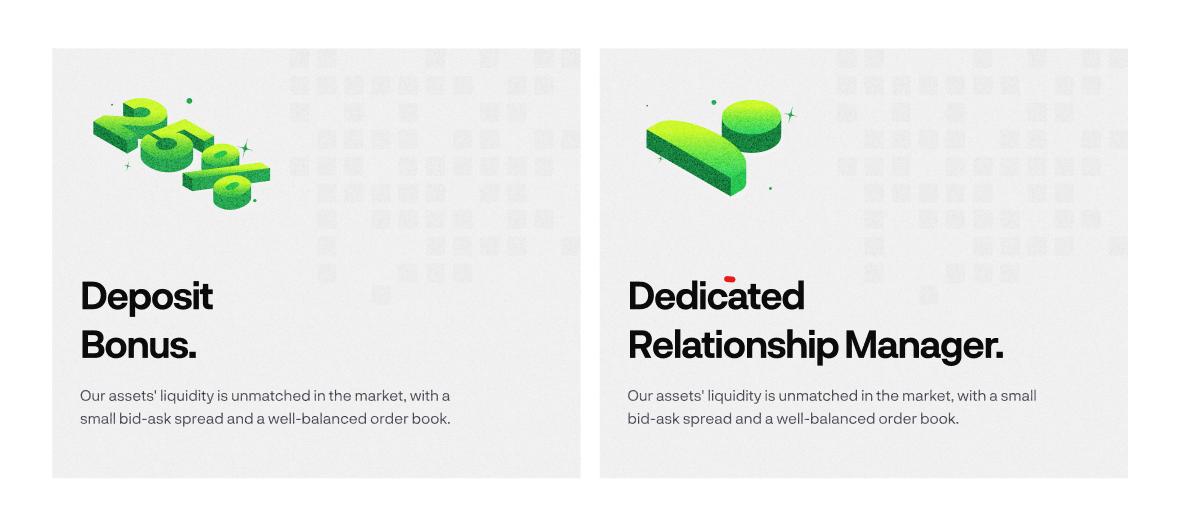 25%
Deposit
Bonus.
Our assets' liquidity is unmatched in the market, with a
small bid-ask spread and a well-balanced order book.
Dedicated
Relationship Manager.
Our assets' liquidity is unmatched in the market, with a small
bid-ask spread and a well-balanced order book.